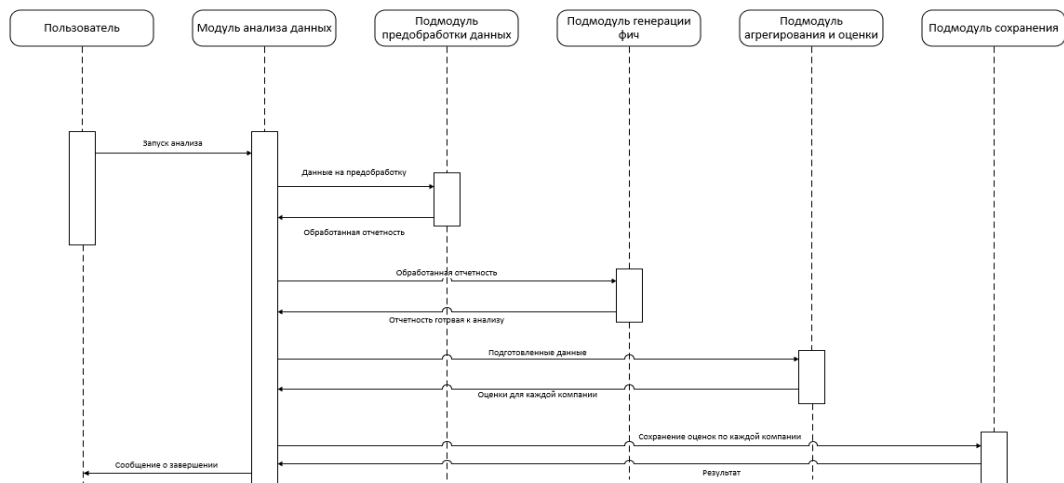 Пользователь
Модуль анализа данных
Подмодуль
предобработки данных
Подмодуль генерации
фич
Подмодуль
агрегирования и оценки
Подмодуль сохранения
Запуск анализа
Данные на предобработку
Обработанная отчетность
Обработанная отчетность
Отчетность готрвая к анализу
Подготовленные данные
Оценки для каждой компании
Сохранение оценок по каждой компании
Сообщение о завершении
Результат